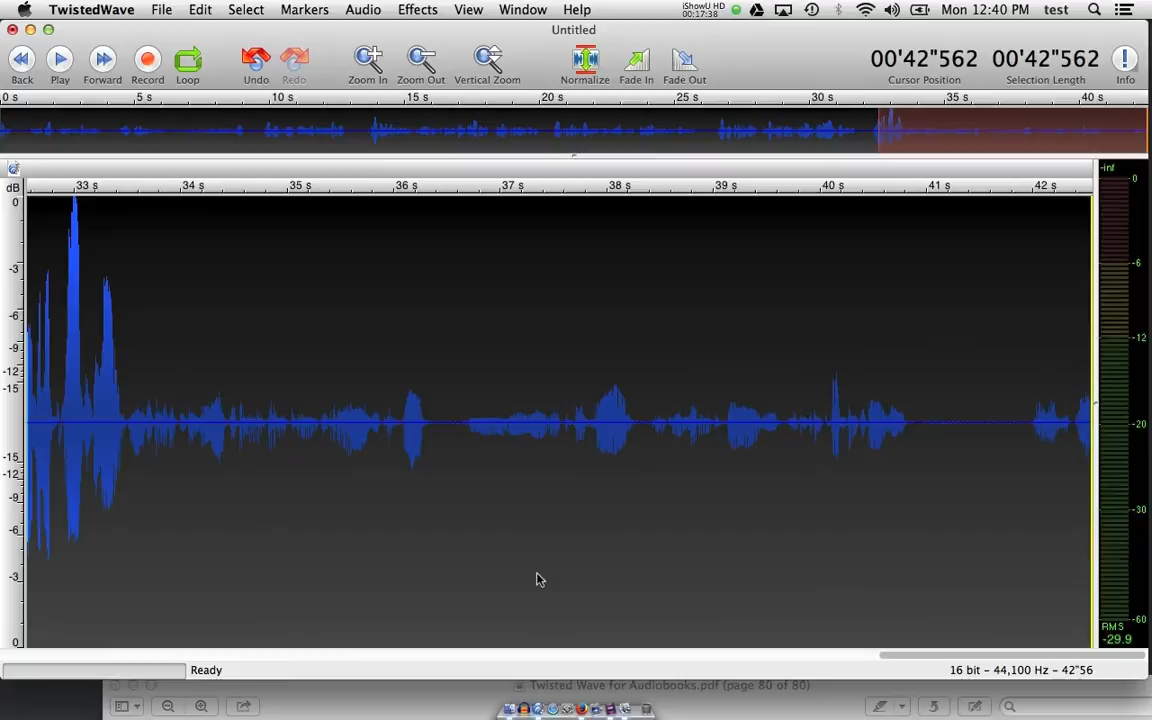 TwistedWave File Edit Select Markers Audio Effects View Window Help iShowU HD 00:17:38 Mon 12:40 PM test
Untitled
00'42"562 00'42"562
Back Play Forward Record Loop Undo Redo Zoom In Zoom Out Vertical Zoom Normalize Fade In Fade Out Cursor Position Selection Length Info
0 s 5 s 10 s 15 s 20 s 25 s 30 s 35 s 40 s
-inf
dB 33 s 34 s 35 s 36 s 37 s 38 s 39 s 40 s 41 s 42 s
0
-3
-6
-9
-12
-15
-15
-12
-9
-6
-3
0
0
-6
-12
-20
-30
-60
RMS
-29.9
Ready 16 bit – 44,100 Hz – 42"56
Twisted Wave for Audiobooks.pdf (page 80 of 80)